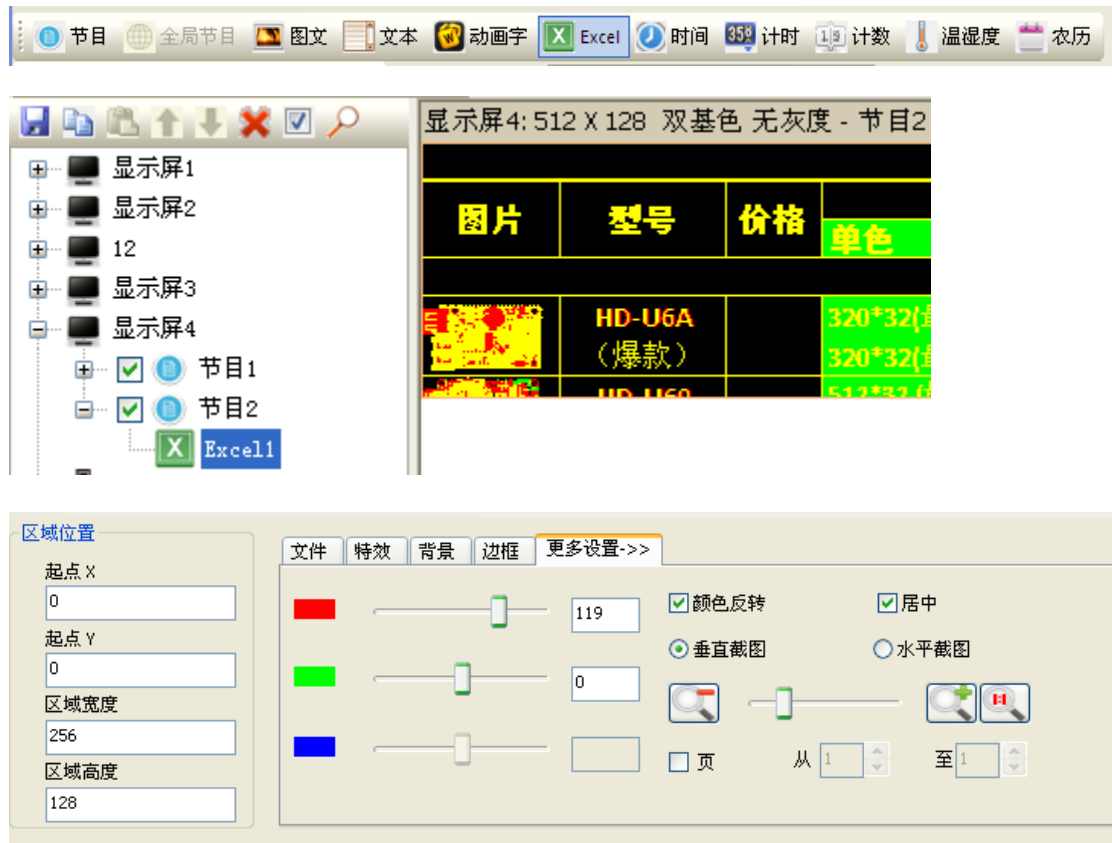 节目 全局节目 图文 文本 动画字 Excel 时间 计时 计数 温湿度 农历
显示屏1
显示屏2
12
显示屏3
显示屏4
节目1
节目2
Excel1
显示屏4: 512 X 128 双基色 无灰度 - 节目2
图片 型号 价格
单色
HD-U6A
320*32(
(爆款)
320*32(
区域位置
起点 X
0
起点 Y
0
区域宽度
256
区域高度
128
文件 特效 背景 边框 更多设置->>
119 颜色反转 居中
垂直截图 水平截图
0
页 从 1 至 1